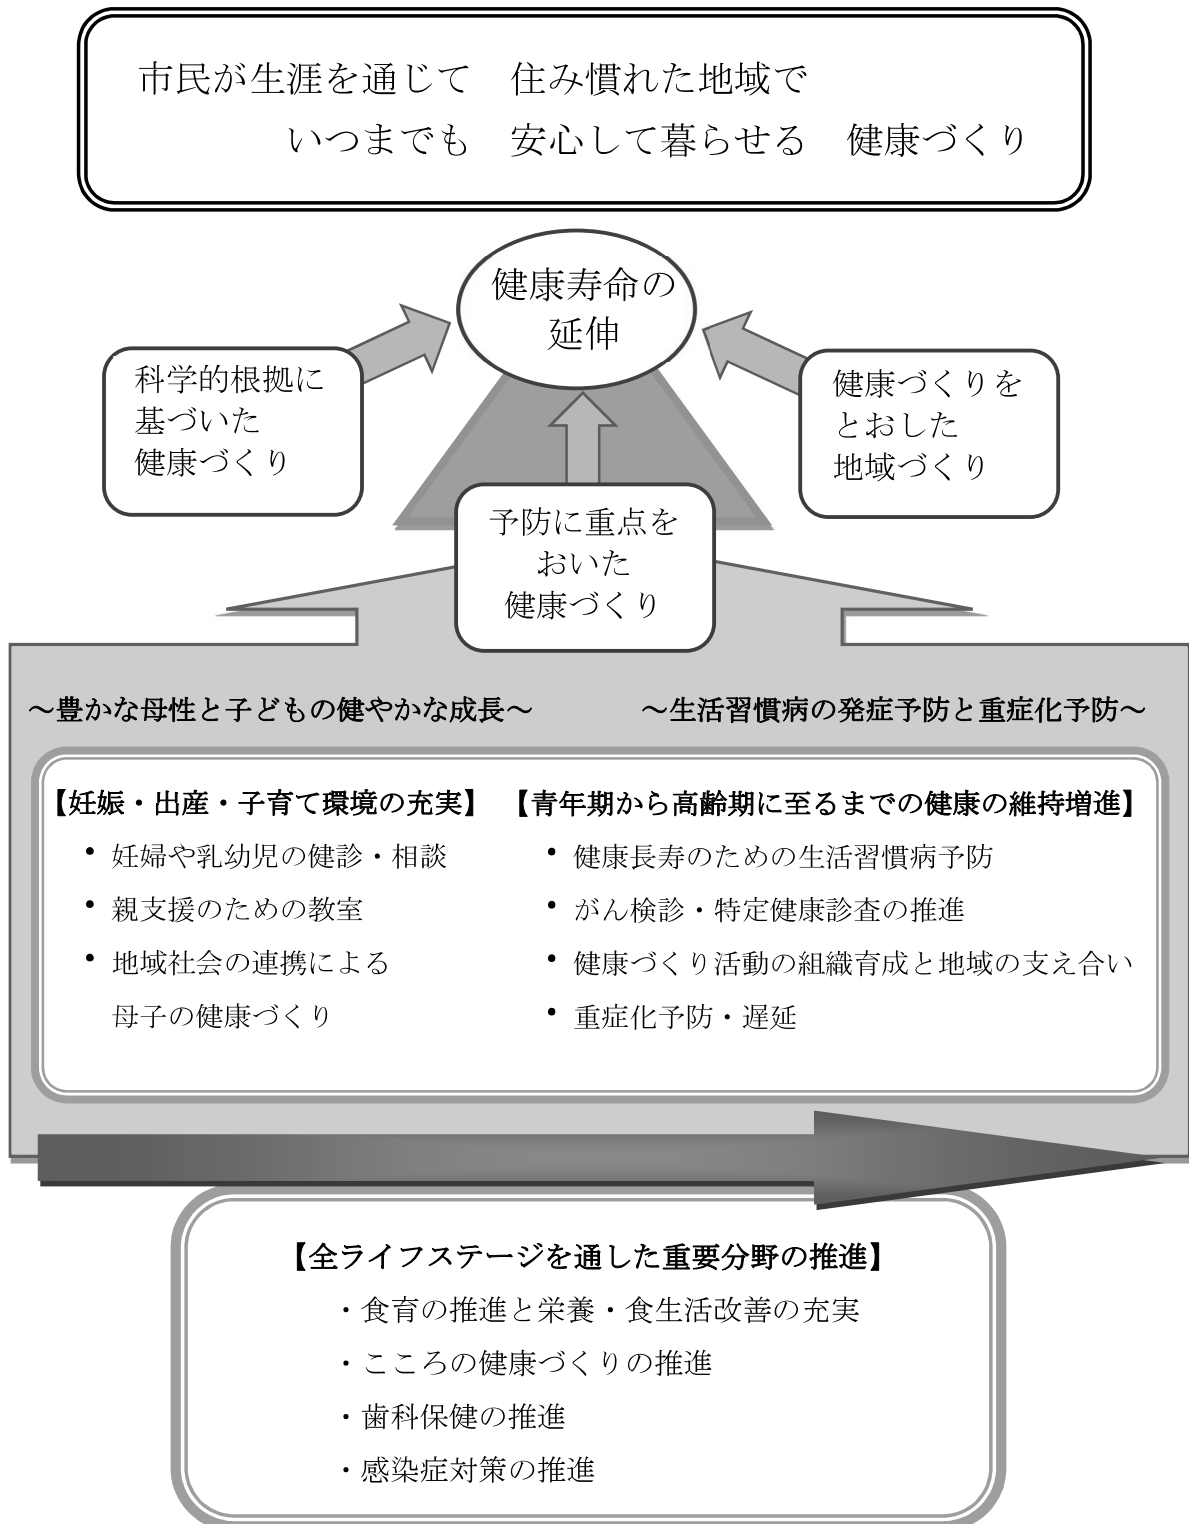 市民が生涯を通じて　住み慣れた地域で
いつまでも　安心して暮らせる　健康づくり
健康寿命の
延伸
科学的根拠に
基づいた
健康づくり
健康づくりを
とおした
地域づくり
予防に重点を
おいた
健康づくり
～豊かな母性と子どもの健やかな成長～
～生活習慣病の発症予防と重症化予防～
【妊娠・出産・子育て環境の充実】
・妊婦や乳幼児の健診・相談
・親支援のための教室
・地域社会の連携による
母子の健康づくり
【青年期から高齢期に至るまでの健康の維持増進】
・健康長寿のための生活習慣病予防
・がん検診・特定健康診査の推進
・健康づくり活動の組織育成と地域の支え合い
・重症化予防・遅延
【全ライフステージを通した重要分野の推進】
・食育の推進と栄養・食生活改善の充実
・こころの健康づくりの推進
・歯科保健の推進
・感染症対策の推進